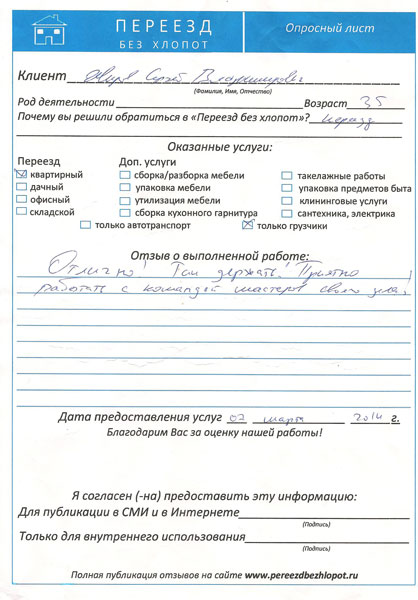 ПЕРЕЕЗД
БЕЗ ХЛОПОТ
Опросный лист
Клиент Сергей Владимирович
(Фамилия, Имя, Отчество)
Род деятельности Возраст 35
Почему вы решили обратиться в «Переезд без хлопот»? переезд
Оказанные услуги:
Переезд Доп. услуги
квартирный сборка/разборка мебели такелажные работы
дачный упаковка мебели упаковка предметов быта
офисный утилизация мебели клининговые услуги
складской сборка кухонного гарнитура сантехника, электрика
только автотранспорт только грузчики
Отзыв о выполненной работе:
Отлично! Так держать! Приятно
работать с командой мастеров своего дела!
Дата предоставления услуг 02 марта 2014 г.
Благодарим Вас за оценку нашей работы!
Я согласен (-на) предоставить эту информацию:
Для публикации в СМИ и в Интернете
(Подпись)
Только для внутреннего использования
(Подпись)
Полная публикация отзывов на сайте www.pereezdbezhlopot.ru